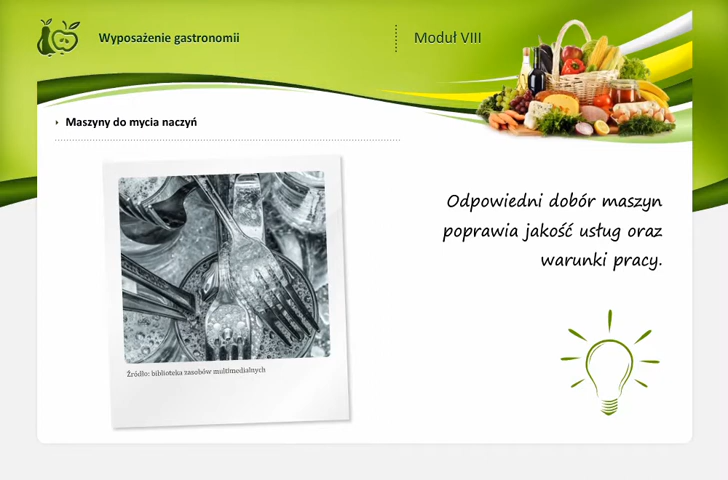 Wyposażenie gastronomii
Moduł VIII
Maszyny do mycia naczyń
Odpowiedni dobór maszyn
poprawia jakość usług oraz
warunki pracy.
Źródło: biblioteka zasobów multimedialnych